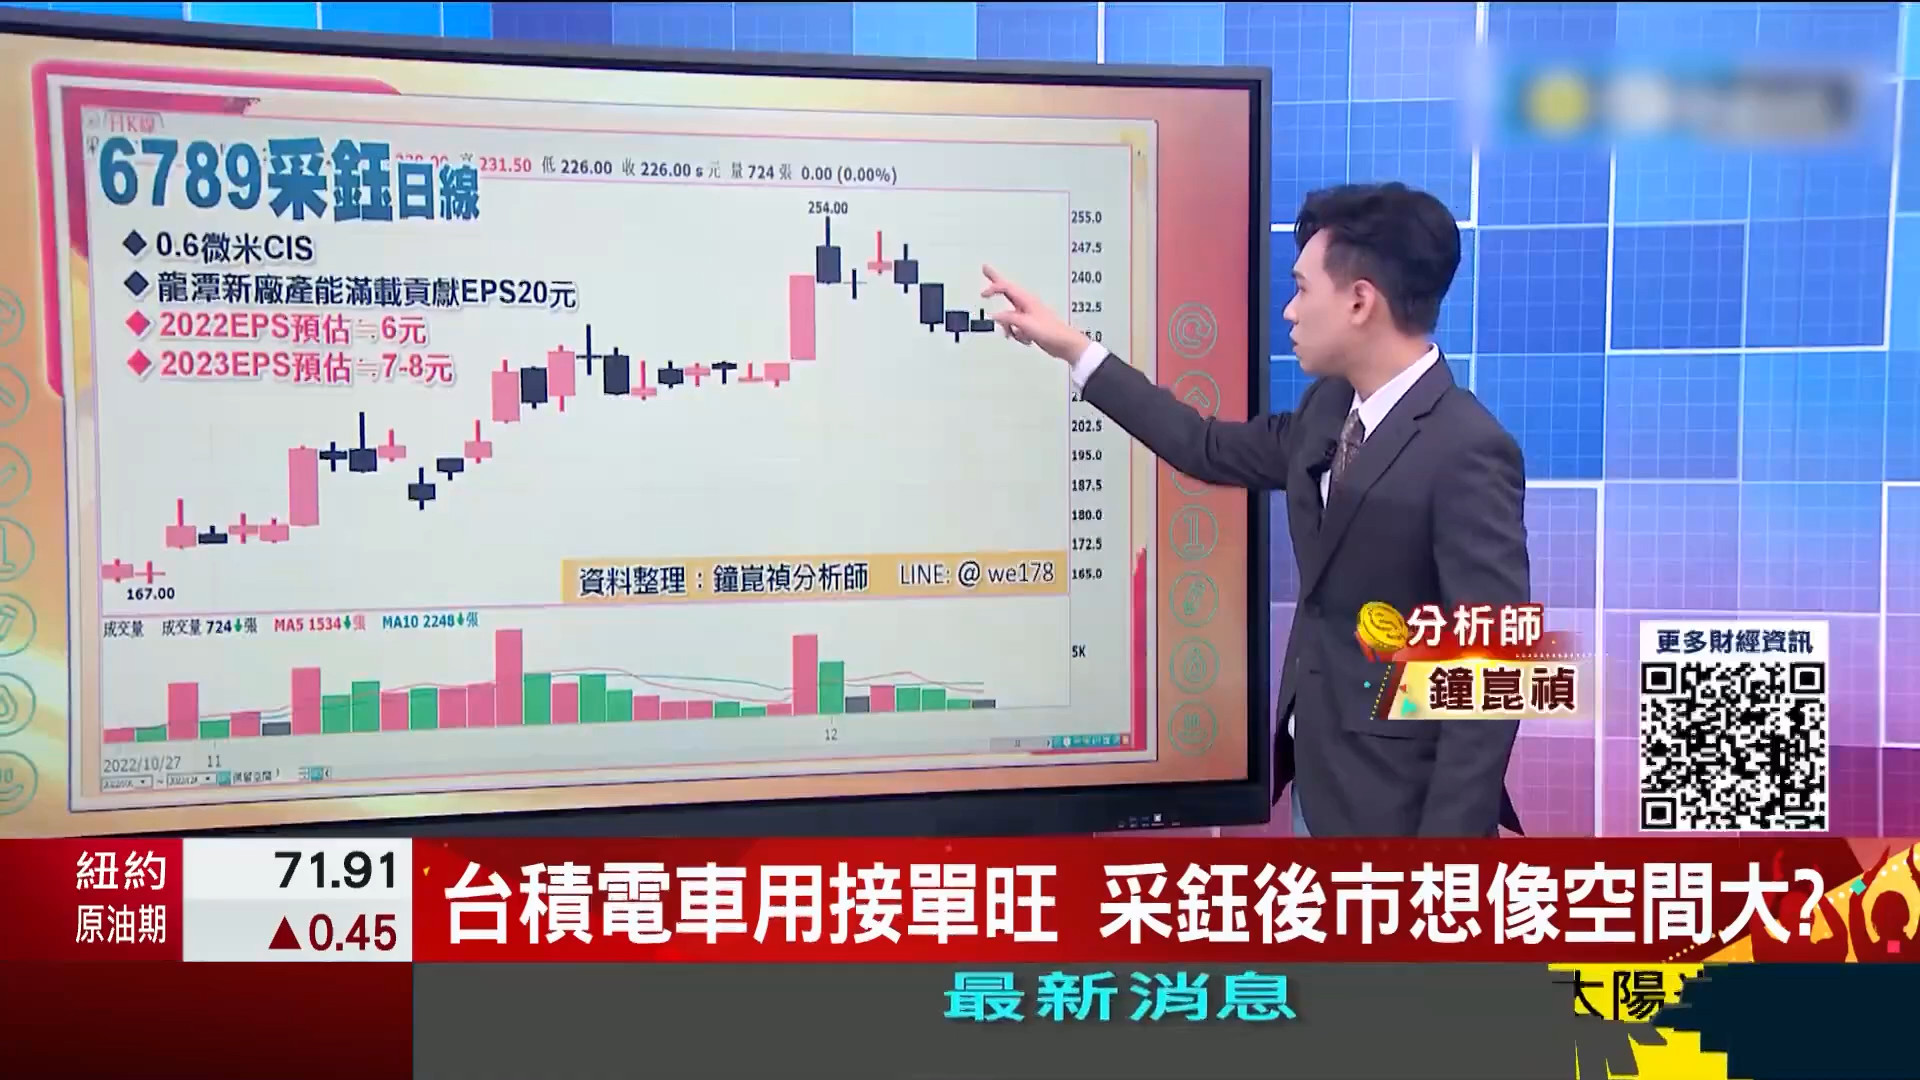 HK線
6789采鈺日線
231.50 低 226.00 收 226.00 s 元 量 724 張 0.00 (0.00%)
◆ 0.6微米CIS
◆ 龍潭新廠產能滿載貢獻EPS20元
◆ 2022EPS預估≒6元
◆ 2023EPS預估≒7-8元
254.00
167.00
255.0
247.5
240.0
232.5
202.5
195.0
187.5
180.0
172.5
165.0
資料整理：鐘崑禎分析師 LINE: @ we178
成交量 成交量 724↓張 MA5 1534↓張 MA10 2248↓張
5K
2022/10/27 11 12
分析師
鐘崑禎
更多財經資訊
紐約
原油期
71.91
▲0.45
台積電車用接單旺 采鈺後市想像空間大?
最新消息
太陽